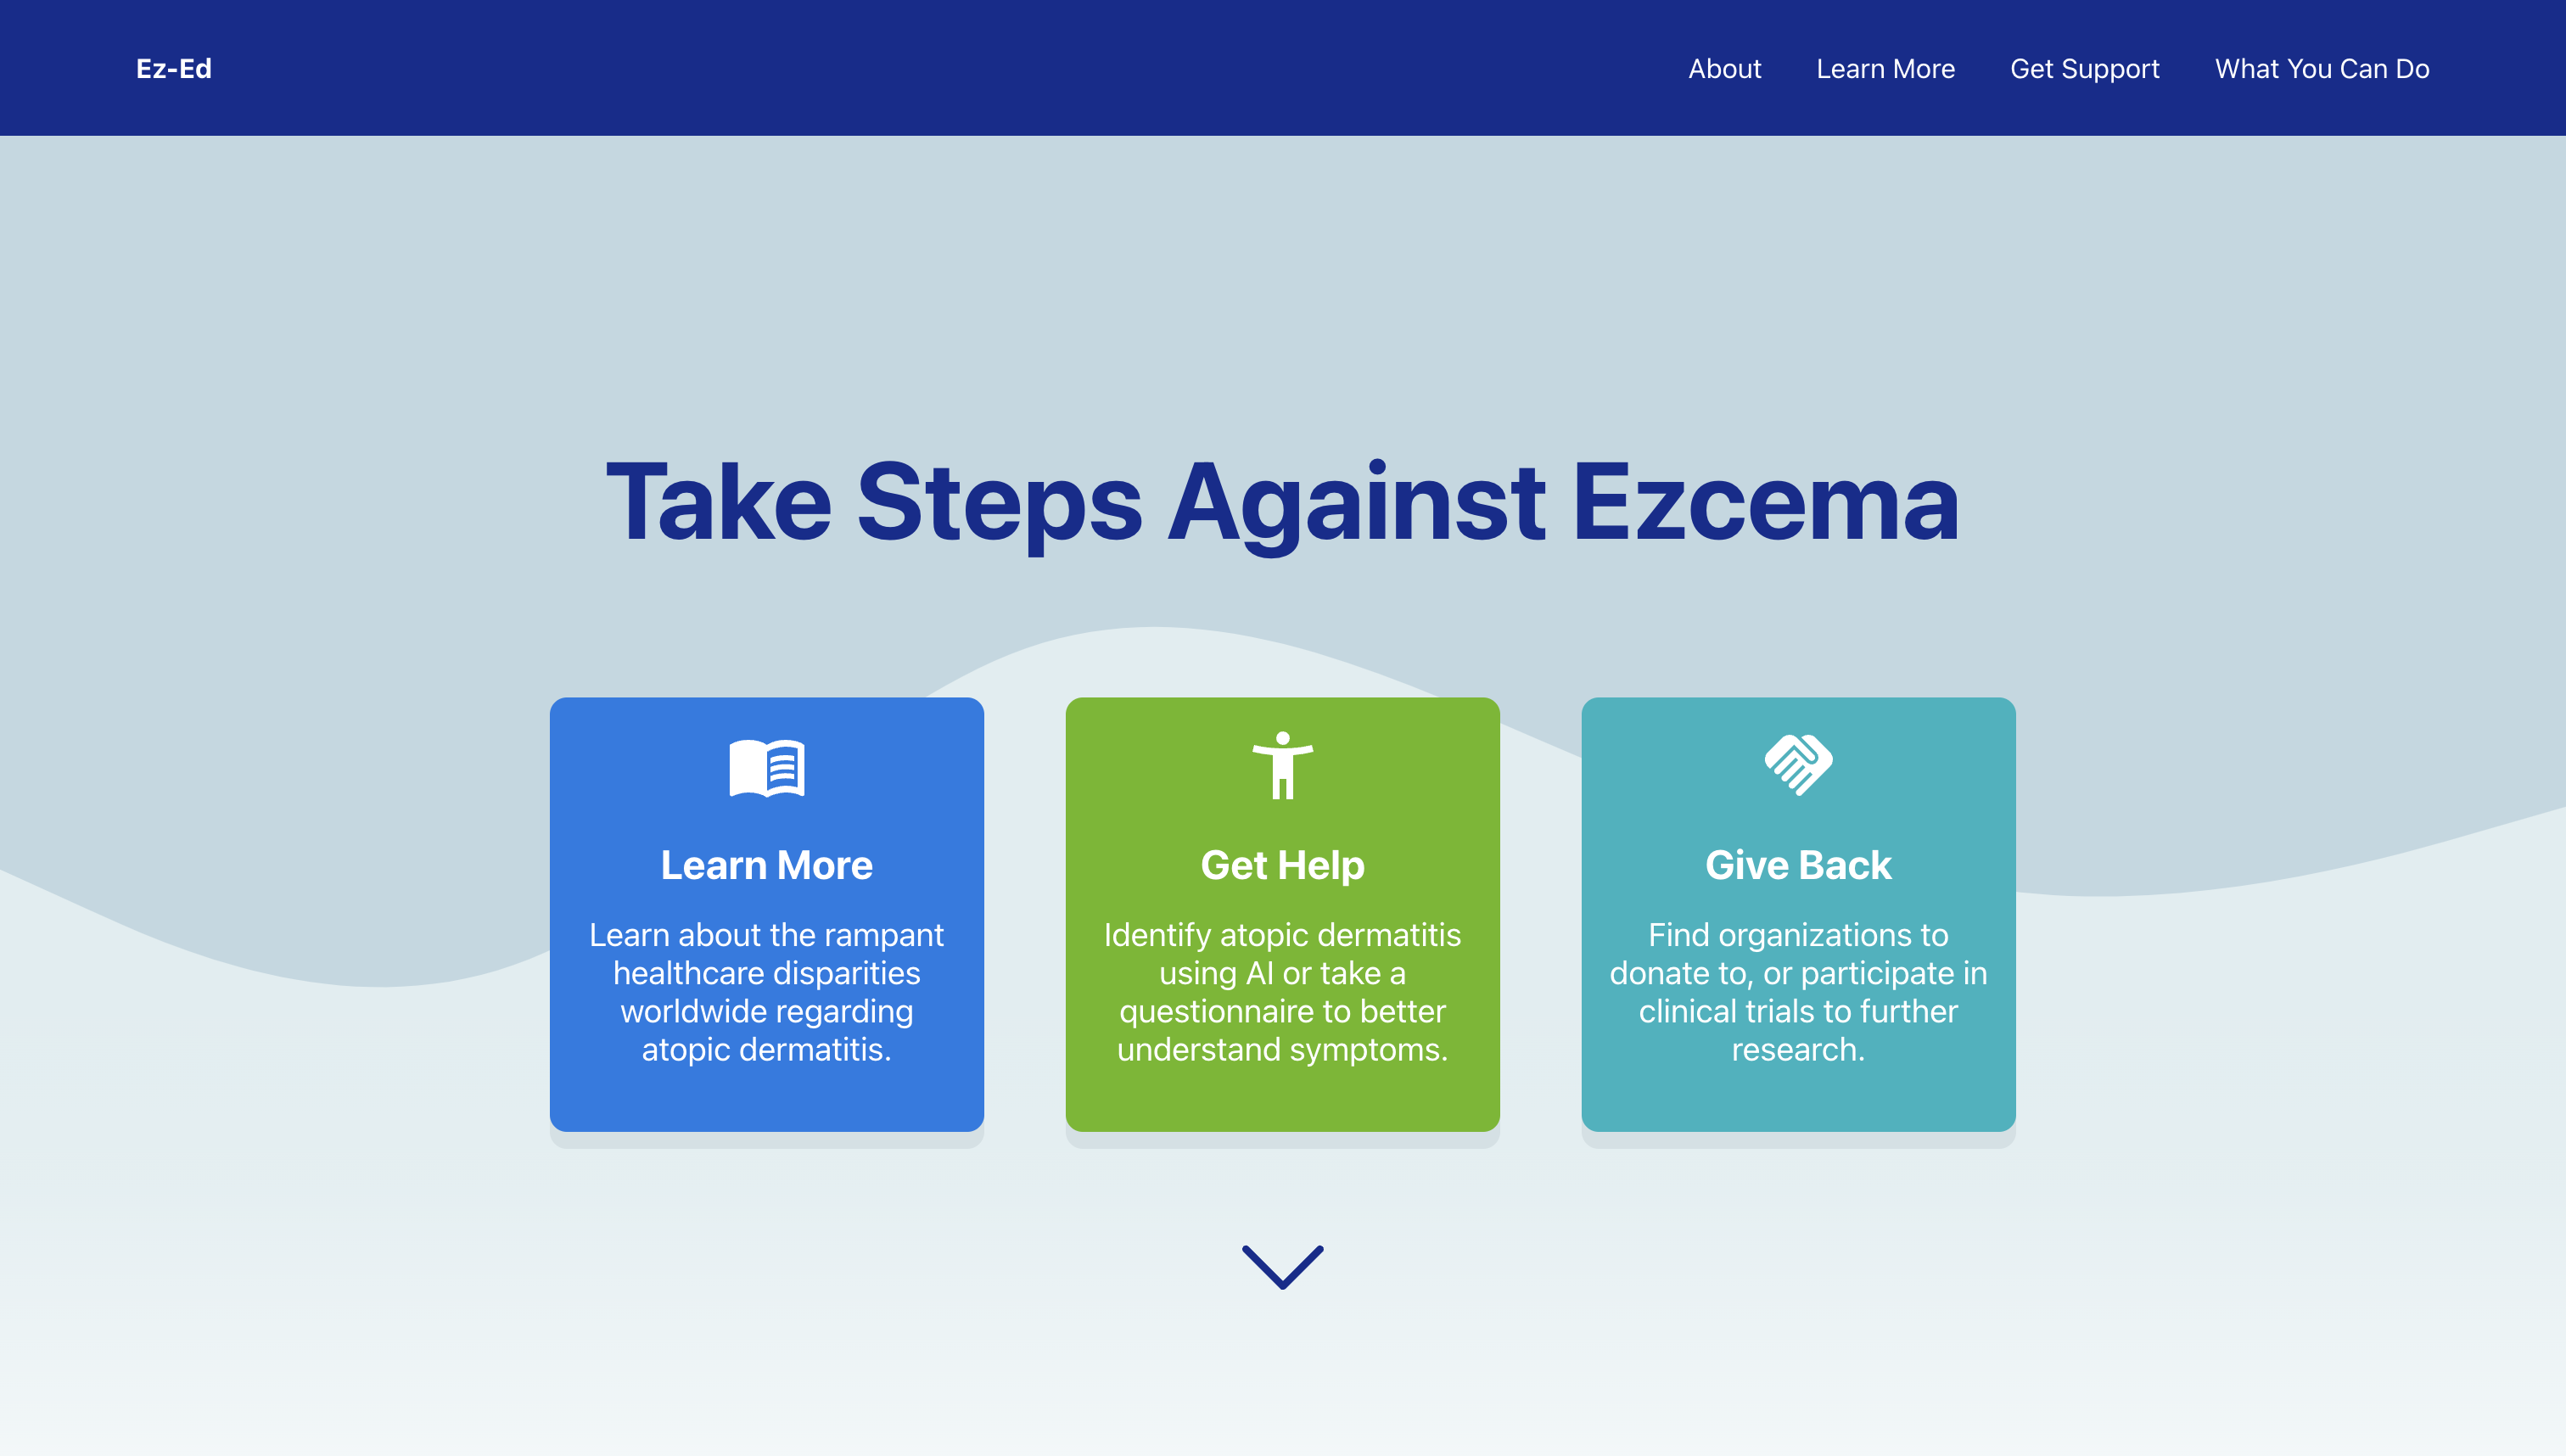 Ez-Ed
About Learn More Get Support What You Can Do
Take Steps Against Ezcema
Learn More
Learn about the rampant
healthcare disparities
worldwide regarding
atopic dermatitis.
Get Help
Identify atopic dermatitis
using AI or take a
questionnaire to better
understand symptoms.
Give Back
Find organizations to
donate to, or participate in
clinical trials to further
research.